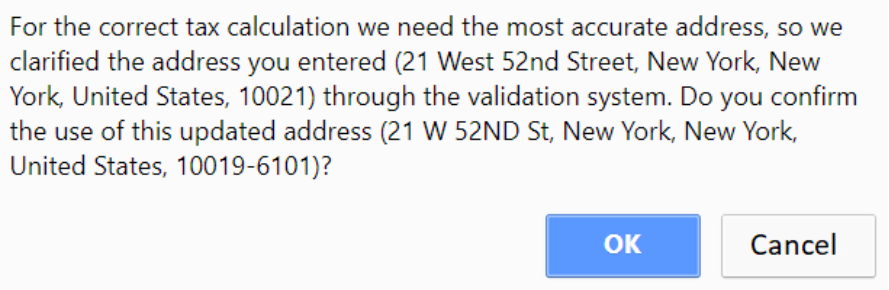 For the correct tax calculation we need the most accurate address, so we
clarified the address you entered (21 West 52nd Street, New York, New
York, United States, 10021) through the validation system. Do you confirm
the use of this updated address (21 W 52ND St, New York, New York,
United States, 10019-6101)?
OK
Cancel